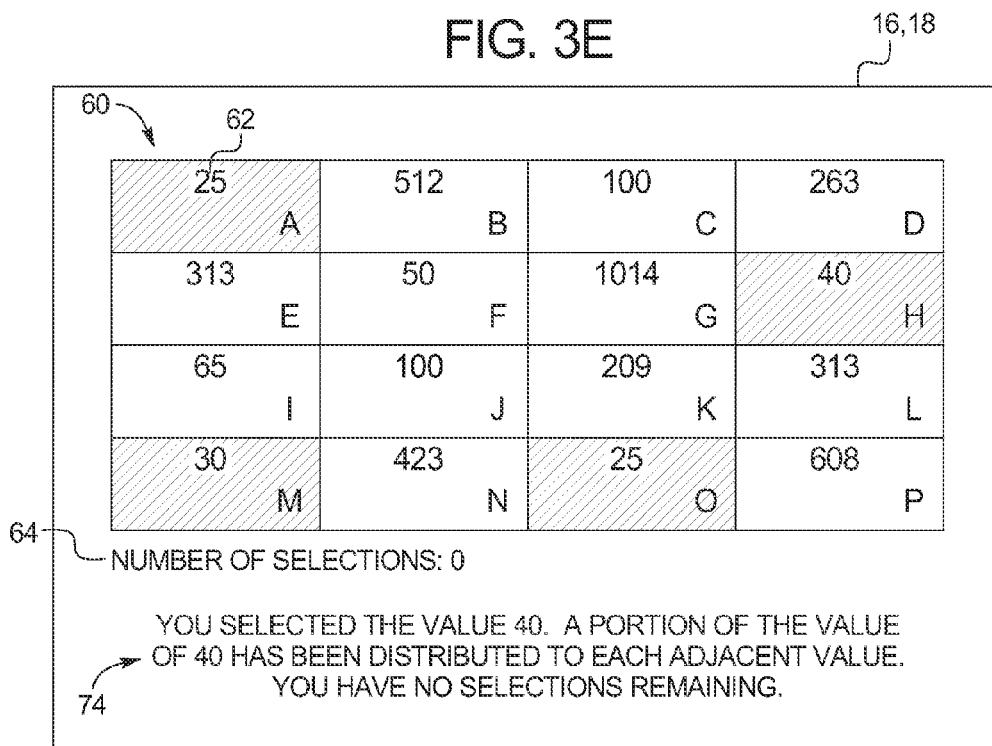 FIG. 3E
16,18
60
62
25 512 100 263
A B C D
313 50 1014 40
E F G H
65 100 209 313
I J K L
30 423 25 608
M N O P
64
NUMBER OF SELECTIONS: 0
YOU SELECTED THE VALUE 40. A PORTION OF THE VALUE
OF 40 HAS BEEN DISTRIBUTED TO EACH ADJACENT VALUE.
YOU HAVE NO SELECTIONS REMAINING.
74